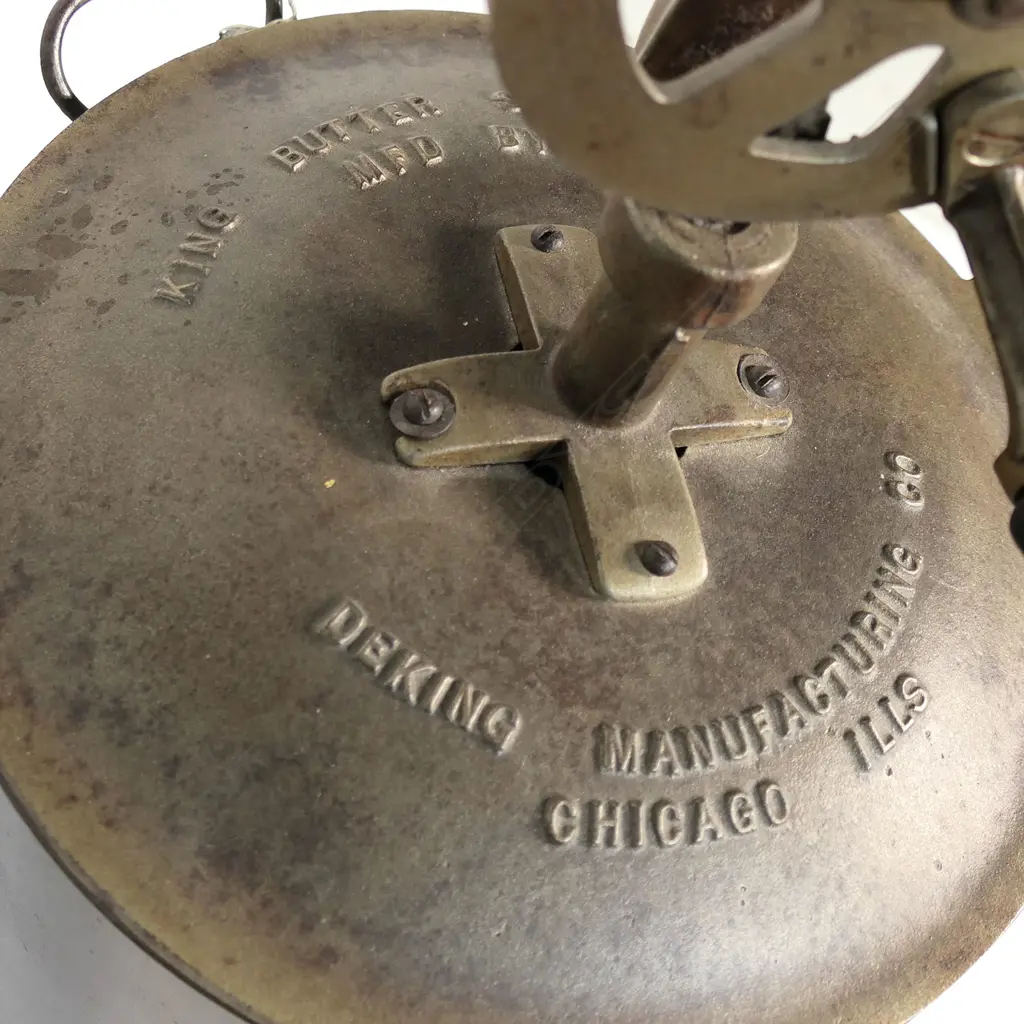 KING BUTTER
MFD BY
DEKING MANUFACTURING CO
CHICAGO ILLS